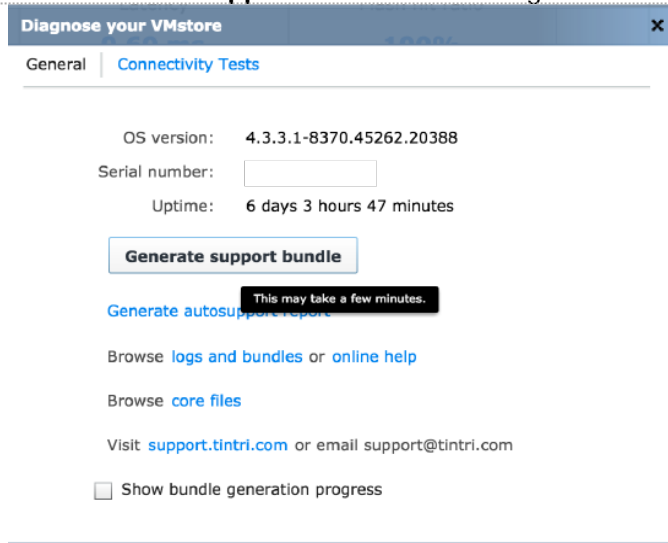 Diagnose your VMstore
General
Connectivity Tests
OS version: 4.3.3.1-8370.45262.20388
Serial number:
Uptime: 6 days 3 hours 47 minutes
Generate support bundle
This may take a few minutes.
Generate autosupport report
Browse logs and bundles or online help
Browse core files
Visit support.tintri.com or email support@tintri.com
Show bundle generation progress